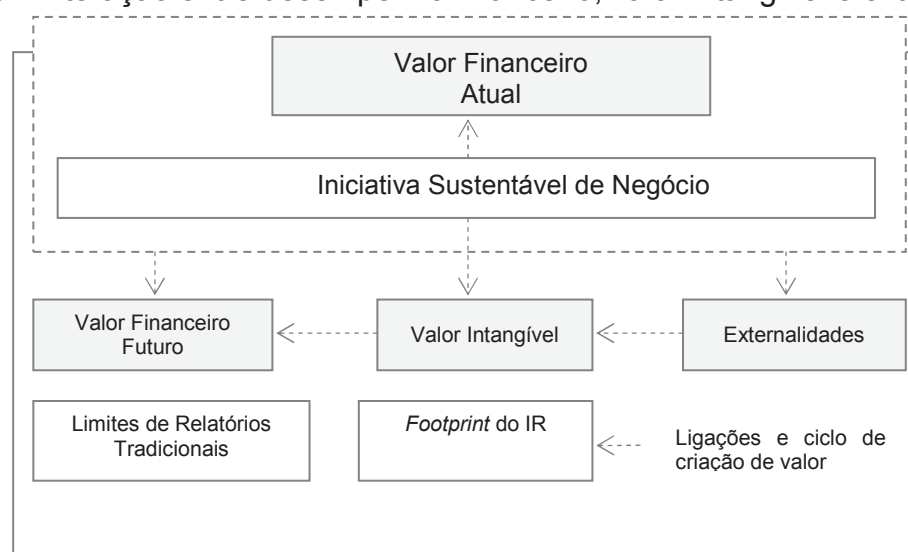 Valor Financeiro
Atual
Iniciativa Sustentável de Negócio
Valor Financeiro
Futuro
Valor Intangível
Externalidades
Limites de Relatórios
Tradicionais
Footprint do IR
Ligações e ciclo de
criação de valor